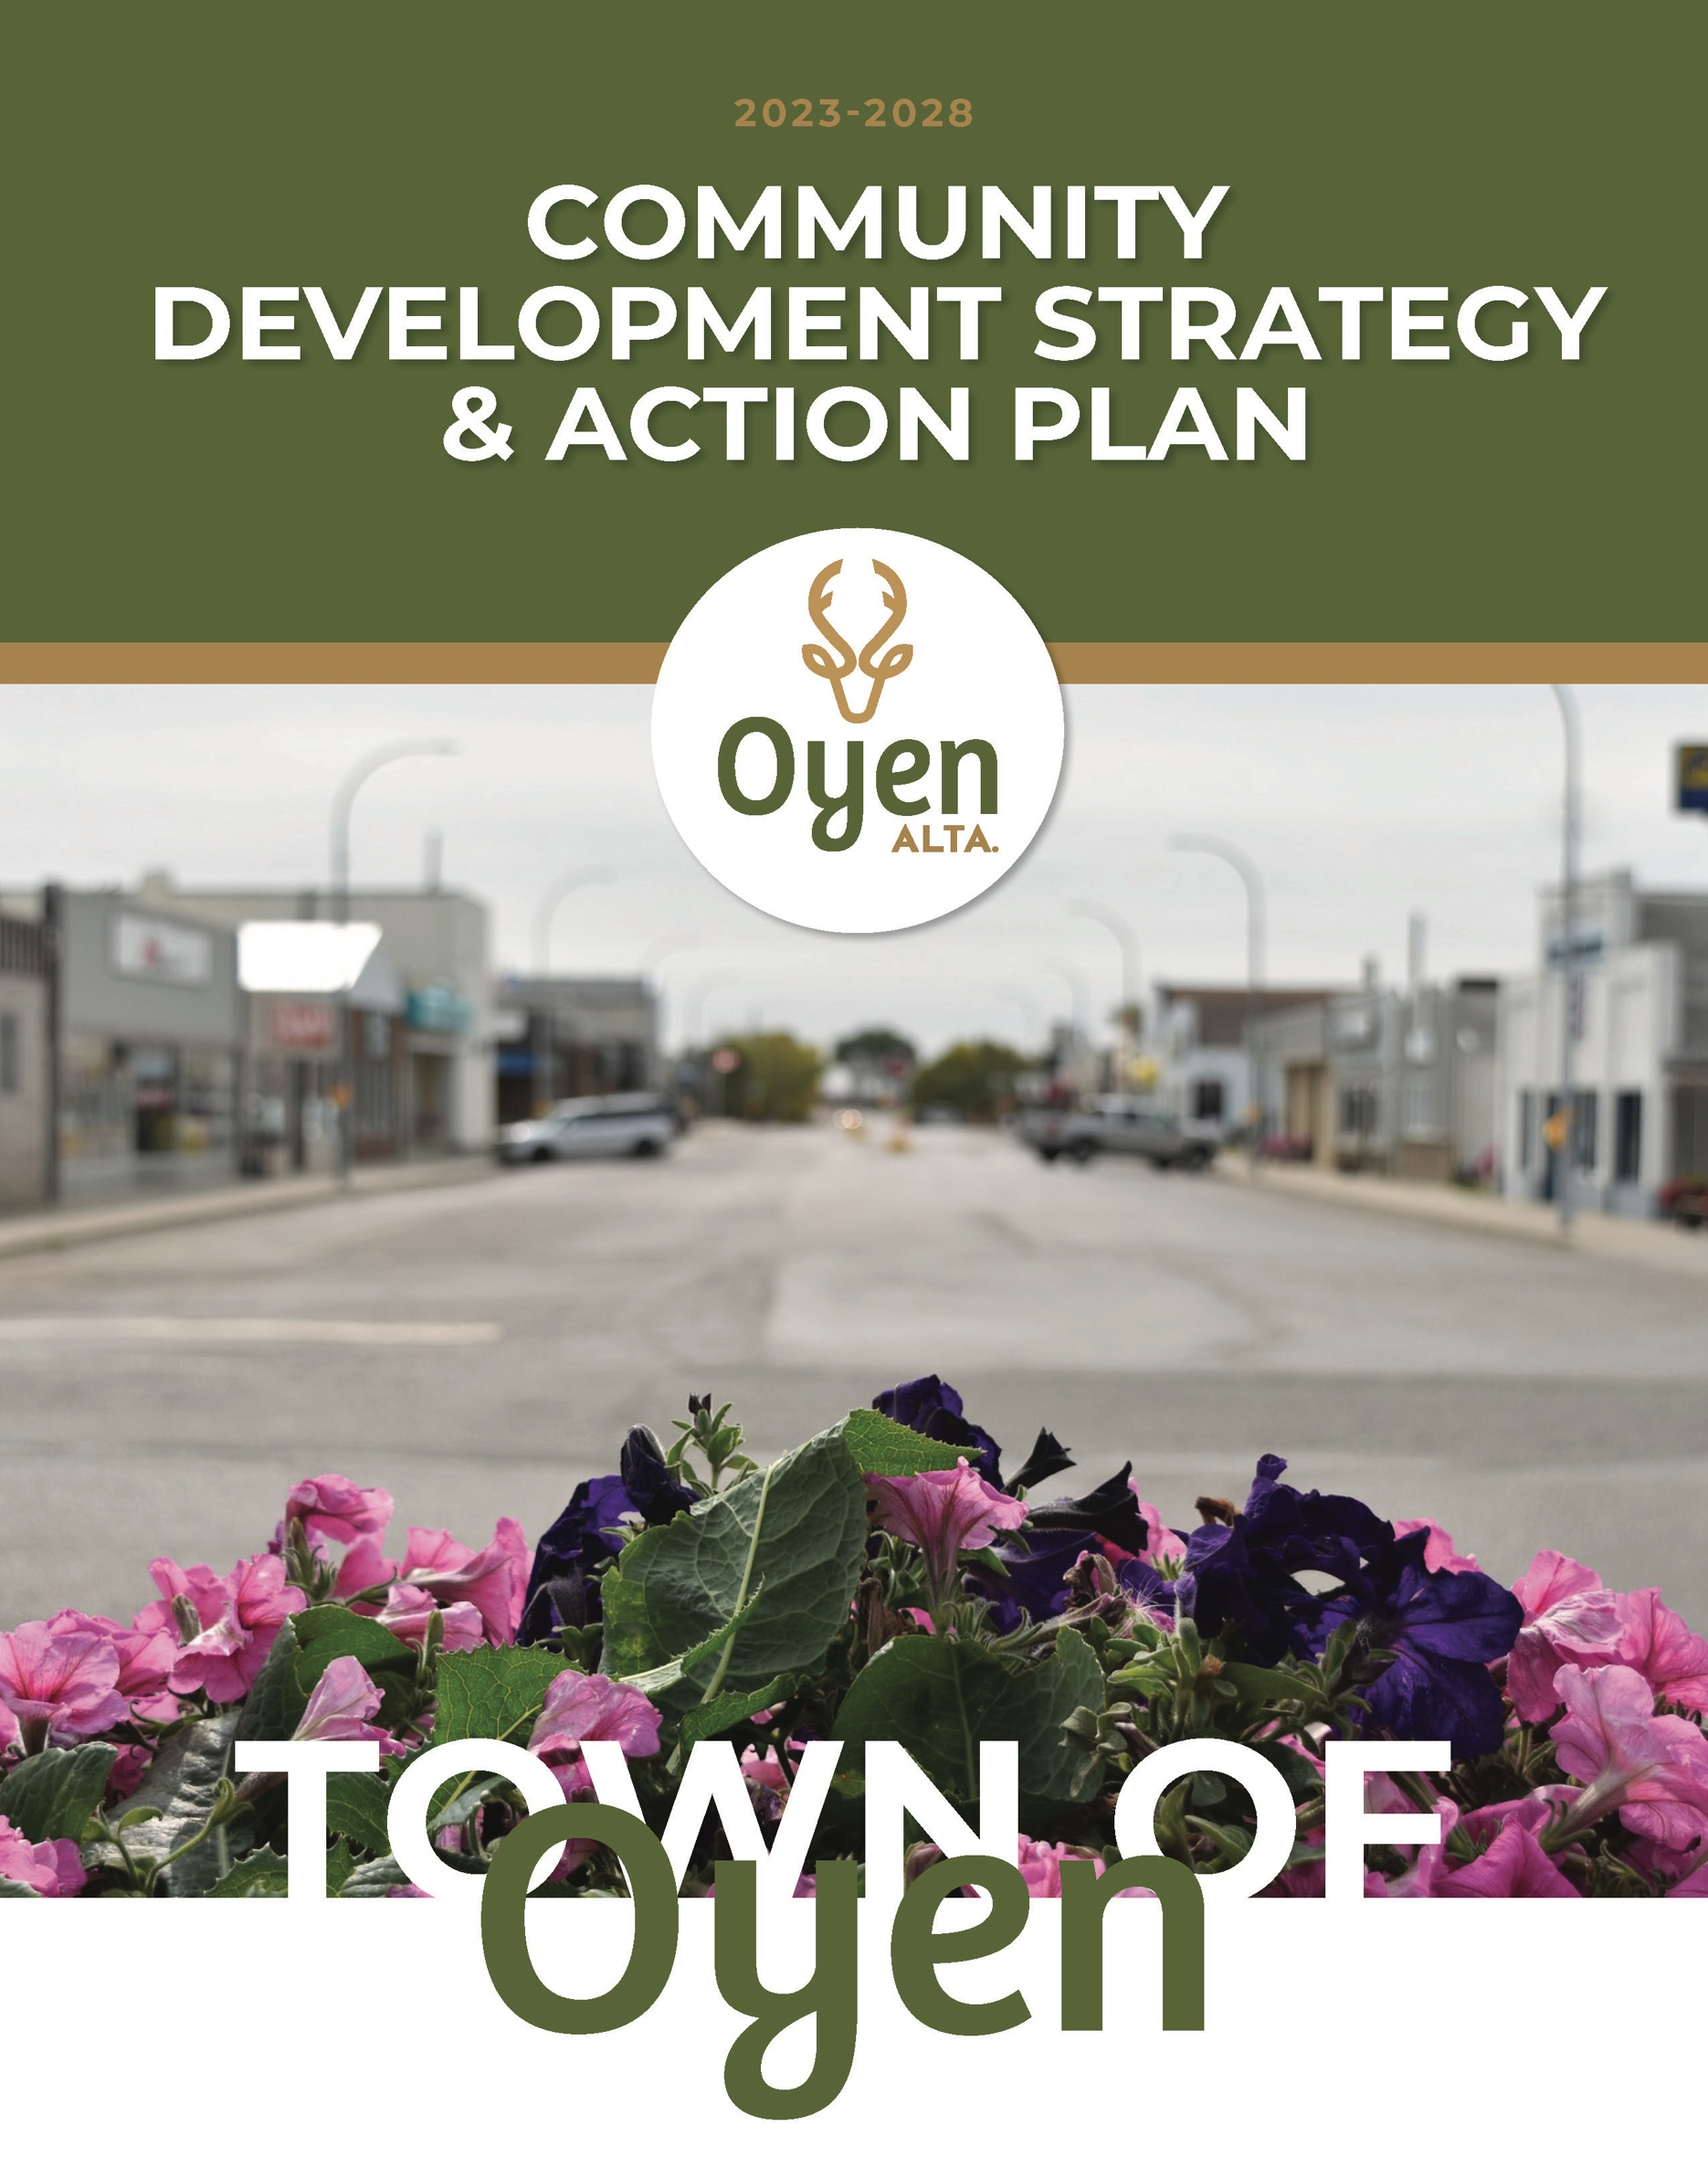 2023-2028
COMMUNITY
DEVELOPMENT STRATEGY
& ACTION PLAN
Oyen
ALTA.
TOWN OF
Oyen